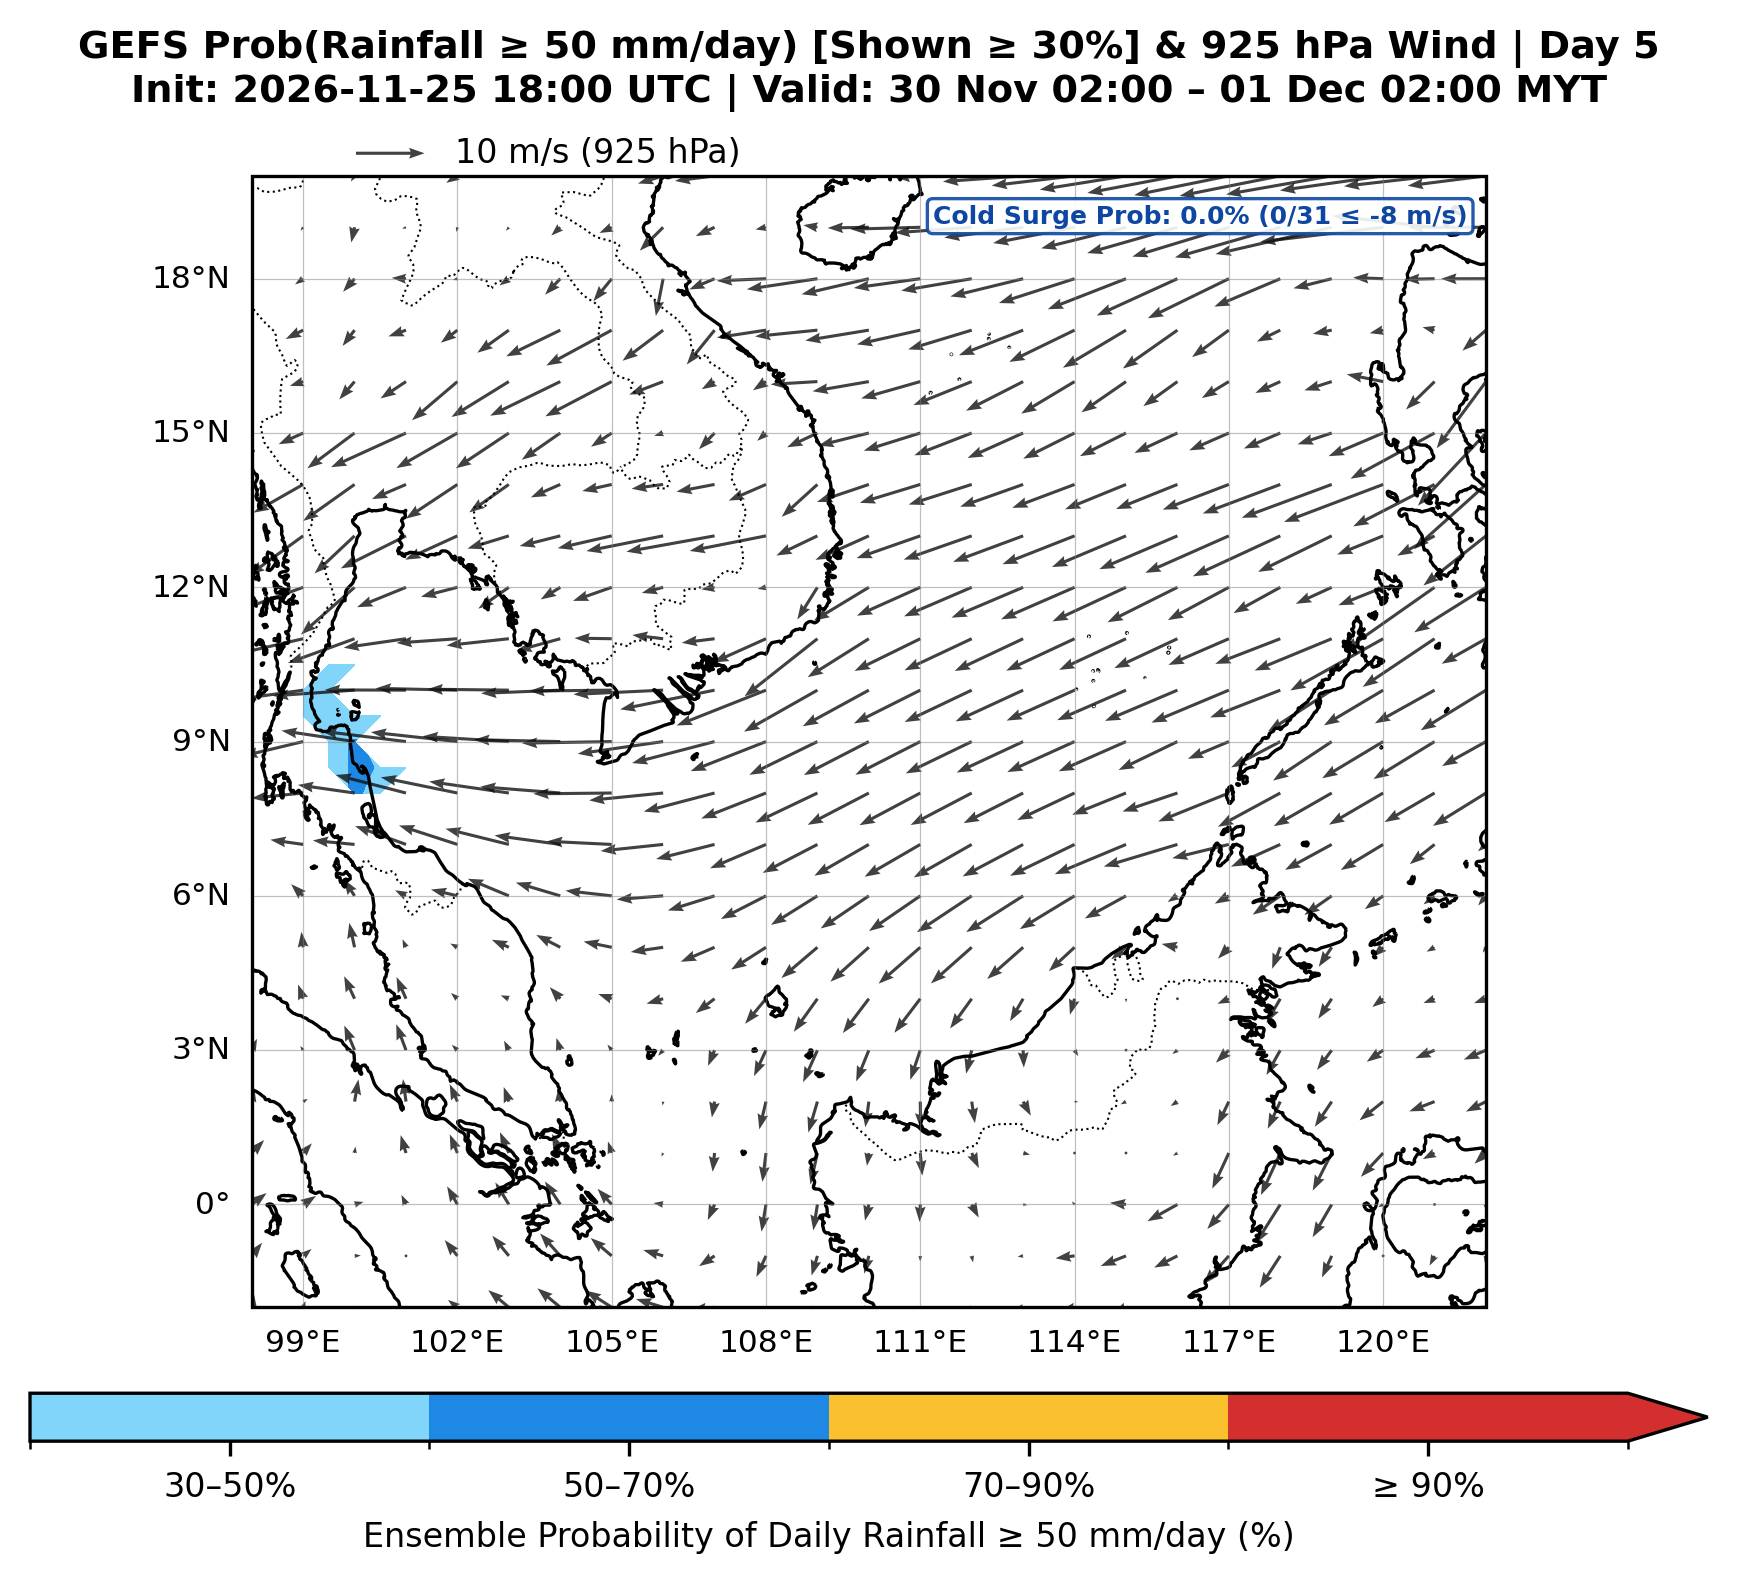 GEFS Prob(Rainfall ≥ 50 mm/day) [Shown ≥ 30%] & 925 hPa Wind | Day 5
Init: 2026-11-25 18:00 UTC | Valid: 30 Nov 02:00 – 01 Dec 02:00 MYT
10 m/s (925 hPa)
Cold Surge Prob: 0.0% (0/31 ≤ -8 m/s)
18°N
15°N
12°N
9°N
6°N
3°N
0°
99°E 102°E 105°E 108°E 111°E 114°E 117°E 120°E
30–50% 50–70% 70–90% ≥ 90%
Ensemble Probability of Daily Rainfall ≥ 50 mm/day (%)